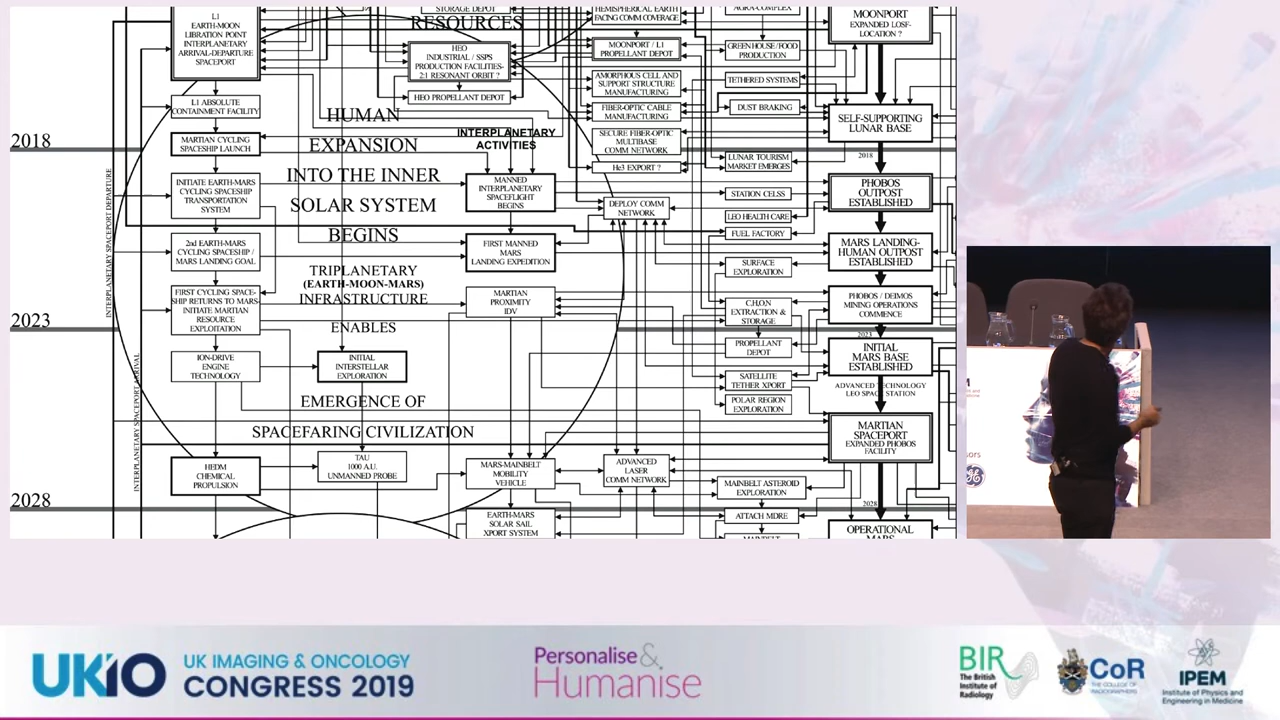 RESOURCES
HUMAN
EXPANSION
INTO THE INNER
SOLAR SYSTEM
BEGINS
TRIPLANETARY
(EARTH-MOON-MARS)
INFRASTRUCTURE
ENABLES
EMERGENCE OF
SPACEFARING CIVILIZATION
INTERPLANETARY
ACTIVITIES
2018
2023
2028
INTERPLANETARY SPACEPORT DEPARTURE
INTERPLANETARY SPACEPORT ARRIVAL
L1
EARTH-MOON
LIBRATION POINT
INTERPLANETARY
ARRIVAL-DEPARTURE
SPACEPORT
L1 ABSOLUTE
CONTAINMENT FACILITY
MARTIAN CYCLING
SPACESHIP LAUNCH
INITIATE EARTH-MARS
CYCLING SPACESHIP
TRANSPORTATION
SYSTEM
2nd EARTH-MARS
CYCLING SPACESHIP /
MARS LANDING GOAL
FIRST CYCLING SPACE-
SHIP RETURNS TO MARS-
INITIATE MARTIAN
RESOURCE
EXPLOITATION
ION-DRIVE
ENGINE
TECHNOLOGY
HEDM
CHEMICAL
PROPULSION
INITIAL
INTERSTELLAR
EXPLORATION
TAU
1000 A.U.
UNMANNED PROBE
STORAGE DEPOT
HEO
INDUSTRIAL / SSPS
PRODUCTION FACILITIES-
2:1 RESONANT ORBIT ?
HEO PROPELLANT DEPOT
MANNED
INTERPLANETARY
SPACEFLIGHT
BEGINS
FIRST MANNED
MARS
LANDING EXPEDITION
MARTIAN
PROXIMITY
IDV
MARS-MAINBELT
MOBILITY
VEHICLE
EARTH-MARS
SOLAR SAIL
XPORT SYSTEM
HEMISPHERICAL EARTH
FACING COMM COVERAGE
MOONPORT / L1
PROPELLANT DEPOT
AMORPHOUS CELL AND
SUPPORT STRUCTURE
MANUFACTURING
FIBER-OPTIC CABLE
MANUFACTURING
SECURE FIBER-OPTIC
MULTIBASE
COMM NETWORK
He3 EXPORT ?
DEPLOY COMM
NETWORK
ADVANCED
LASER
COMM NETWORK
AGRA-COMPLEX
GREENHOUSE/FOOD
PRODUCTION
TETHERED SYSTEMS
DUST BRAKING
LUNAR TOURISM
MARKET EMERGES
STATION CELSS
LEO HEALTH CARE
FUEL FACTORY
SURFACE
EXPLORATION
C,H,O,N
EXTRACTION &
STORAGE
PROPELLANT
DEPOT
SATELLITE
TETHER XPORT
POLAR REGION
EXPLORATION
MAINBELT ASTEROID
EXPLORATION
ATTACH MDRE
MOONPORT
EXPANDED LOSF-
LOCATION ?
SELF-SUPPORTING
LUNAR BASE
2018
PHOBOS
OUTPOST
ESTABLISHED
MARS LANDING-
HUMAN OUTPOST
ESTABLISHED
PHOBOS / DEIMOS
MINING OPERATIONS
COMMENCE
2023
INITIAL
MARS BASE
ESTABLISHED
ADVANCED TECHNOLOGY
LEO SPACE STATION
MARTIAN
SPACEPORT
EXPANDED PHOBOS
FACILITY
2028
OPERATIONAL
MARS
UKIO
UK IMAGING & ONCOLOGY
CONGRESS 2019
Personalise &
Humanise
BIR
The British
Institute of
Radiology
CoR
THE COLLEGE OF
RADIOGRAPHERS
IPEM
Institute of Physics and
Engineering in Medicine